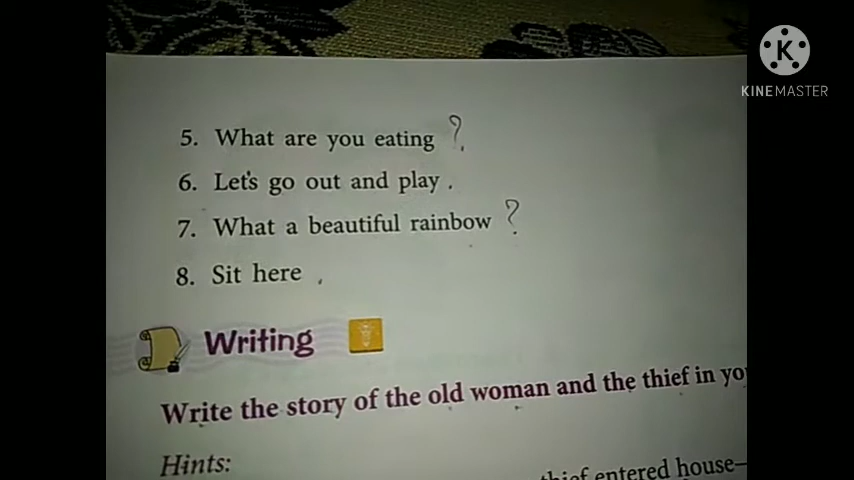 KINEMASTER
5. What are you eating ?
6. Let's go out and play .
7. What a beautiful rainbow ?
8. Sit here .
Writing
Write the story of the old woman and the thief in yo
Hints:
thief entered house–